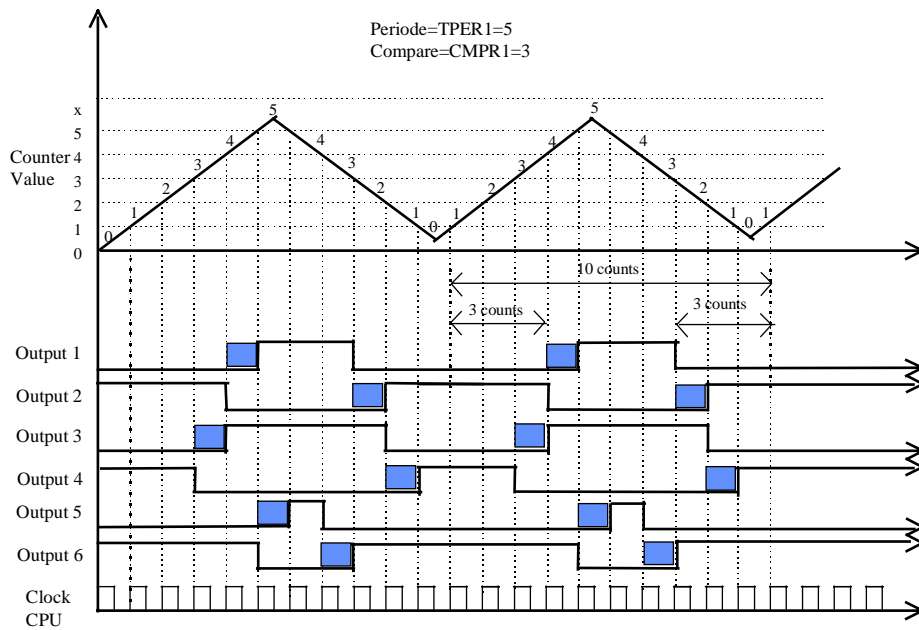 Periode=TPER1=5
Compare=CMPR1=3
x
5
4
3
2
1
0
Counter
Value
0 1 2 3 4 5 4 3 2 1 0 1 2 3 4 5 4 3 2 1 0 1
10 counts
3 counts
3 counts
Output 1
Output 2
Output 3
Output 4
Output 5
Output 6
Clock
CPU